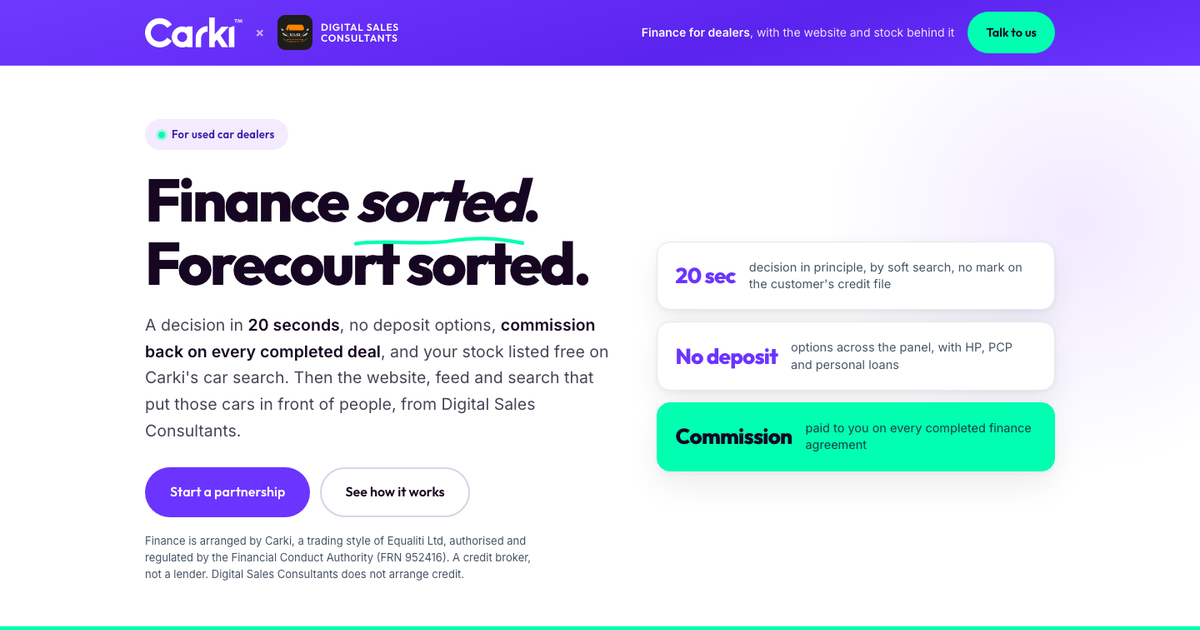 Carki™ × DIGITAL SALES
CONSULTANTS
Finance for dealers, with the website and stock behind it
Talk to us
For used car dealers
Finance sorted.
Forecourt sorted.
A decision in 20 seconds, no deposit options, commission
back on every completed deal, and your stock listed free on
Carki's car search. Then the website, feed and search that
put those cars in front of people, from Digital Sales
Consultants.
Start a partnership
See how it works
Finance is arranged by Carki, a trading style of Equaliti Ltd, authorised and
regulated by the Financial Conduct Authority (FRN 952416). A credit broker,
not a lender. Digital Sales Consultants does not arrange credit.
20 sec
decision in principle, by soft search, no mark on
the customer's credit file
No deposit
options across the panel, with HP, PCP
and personal loans
Commission
paid to you on every completed finance
agreement